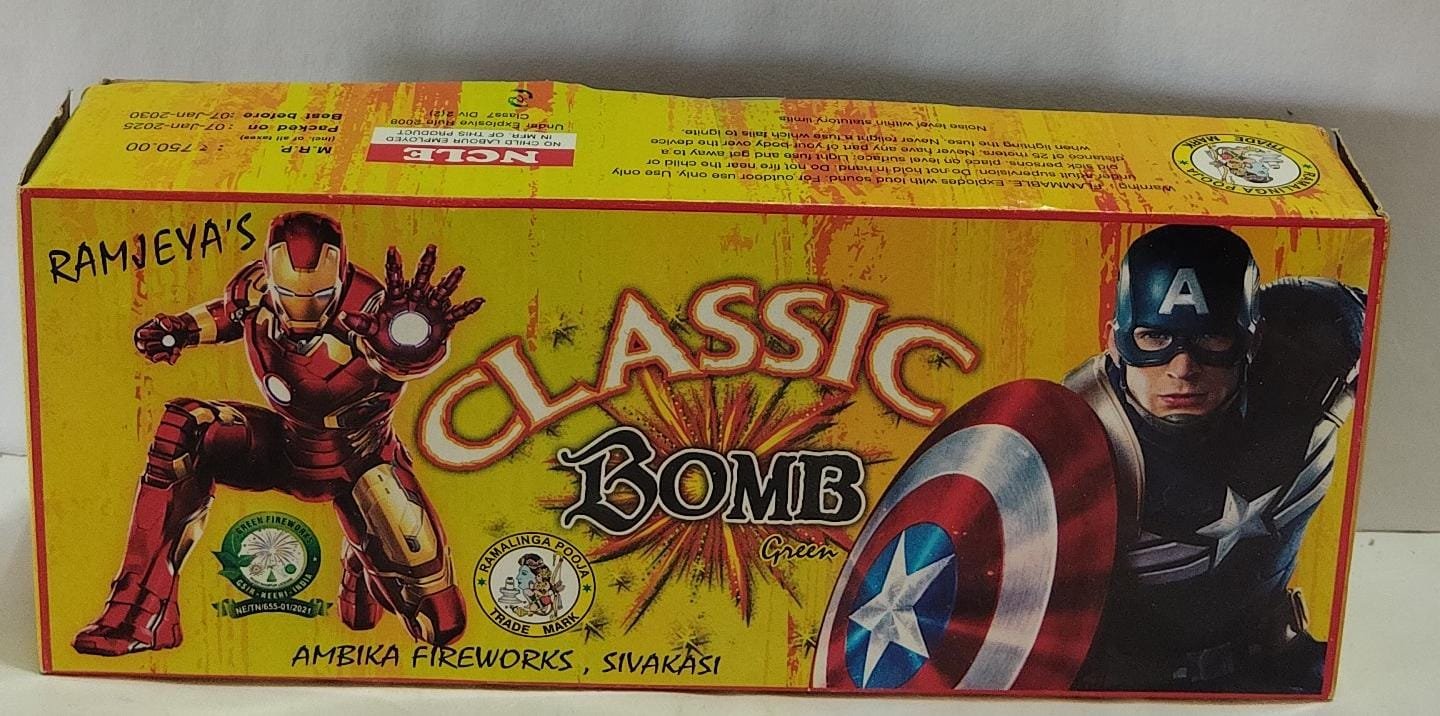 M.R.P. : ₹ 750.00
(incl of all taxes)
Packed on : 07-Jan-2025
Best before : 07-Jan-2030
NCLE
NO CHILD LABOUR EMPLOYED
IN MFR. OF THIS PRODUCT
Under Explosive Rule 2008
Class7 Div 2(2)
Warning : FLAMMABLE. Explodes with loud sound. For outdoor use only. Use Only
under adult supervision. Do not hold in hand. Do not fire near the child or
old sick persons. place on level surface. Light fuse and get away to a
distance of 25 meters. Never have any part of your body over the device
when lighting the fuse. Never relight a fuse which fails to ignite.
Noise level within statutory limits
RAMALINGA POOJA
TRADE MARK
RAMJEYA'S
A
CLASSIC
BOMB
Green
GREEN FIREWORKS
CSIR-NEERI-INDIA
NE/TN/655-01/2021
RAMALINGA POOJA
TRADE MARK
AMBIKA FIREWORKS , SIVAKASI